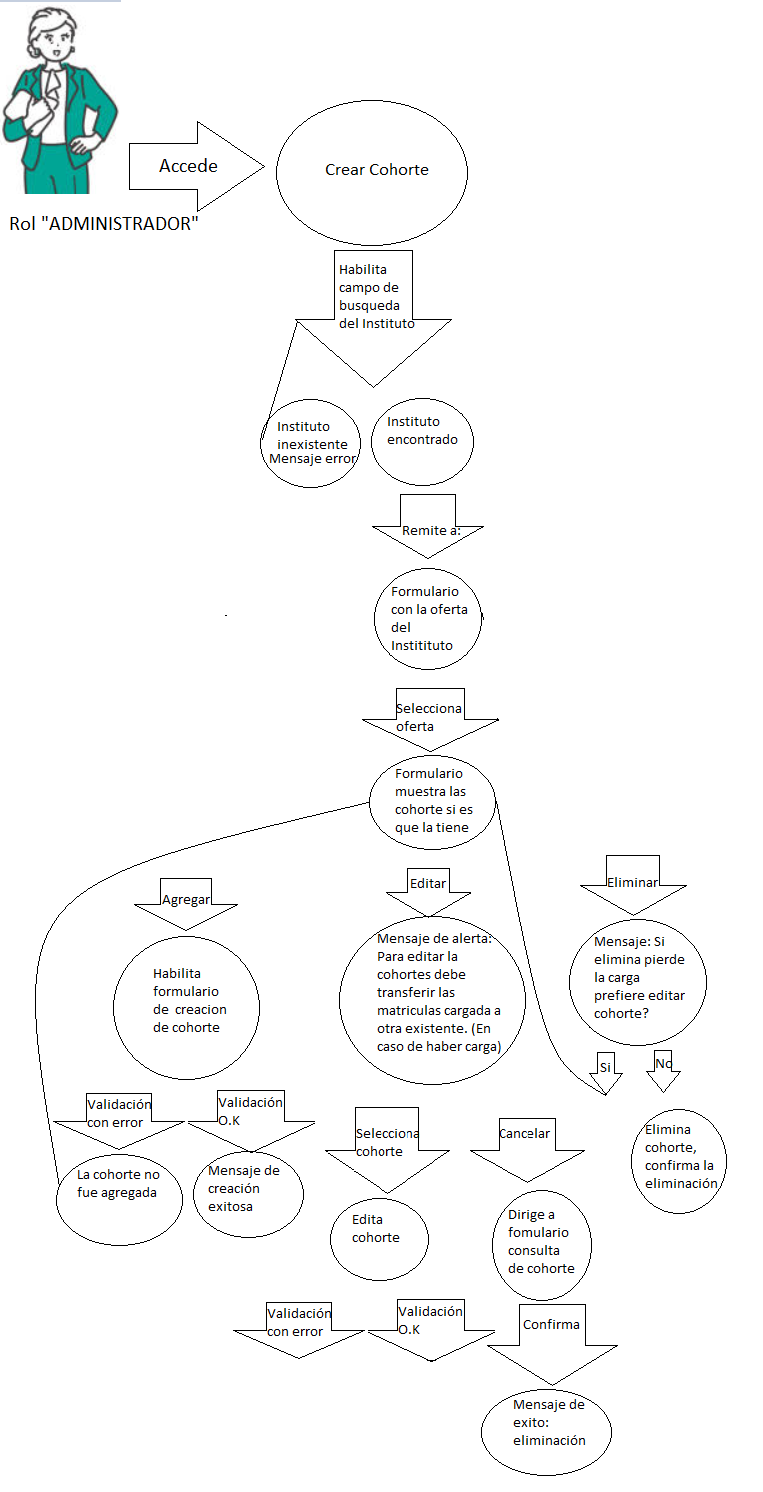 Accede
Crear Cohorte
Rol "ADMINISTRADOR"
Habilita
campo de
busqueda
del Instituto
Instituto
inexistente
Mensaje error
Instituto
encontrado
Remite a:
Formulario
con la oferta
del
Institituto
Selecciona
oferta
Formulario
muestra las
cohorte si es
que la tiene
Agregar
Editar
Eliminar
Habilita
formulario
de creacion
de cohorte
Mensaje de alerta:
Para editar la
cohortes debe
transferir las
matriculas cargada a
otra existente. (En
caso de haber carga)
Mensaje: Si
elimina pierde
la carga
prefiere editar
cohorte?
Si
No
Validación
con error
Validación
O.K
Selecciona
cohorte
Cancelar
Elimina
cohorte,
confirma la
eliminación
La cohorte no
fue agregada
Mensaje de
creación
exitosa
Edita
cohorte
Dirige a
fomulario
consulta
de cohorte
Validación
con error
Validación
O.K
Confirma
Mensaje de
exito:
eliminación